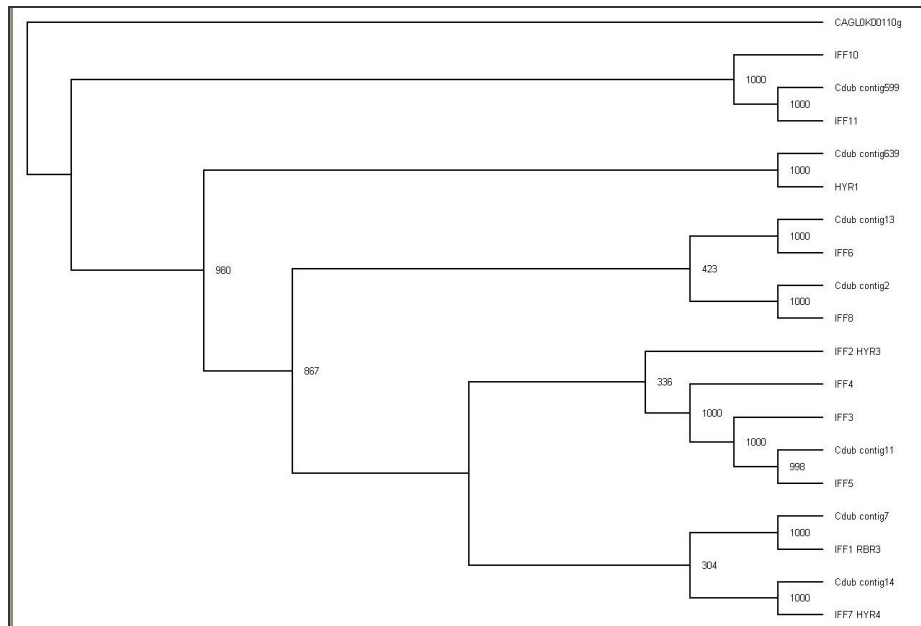 CAGL0K00110g
IFF10
1000
Cdub contig599
1000
IFF11
Cdub contig639
1000
HYR1
Cdub contig13
1000
IFF6
980
423
Cdub contig2
1000
IFF8
IFF2 HYR3
867
336
IFF4
1000
IFF3
1000
Cdub contig11
998
IFF5
Cdub contig7
1000
IFF1 RBR3
304
Cdub contig14
1000
IFF7 HYR4